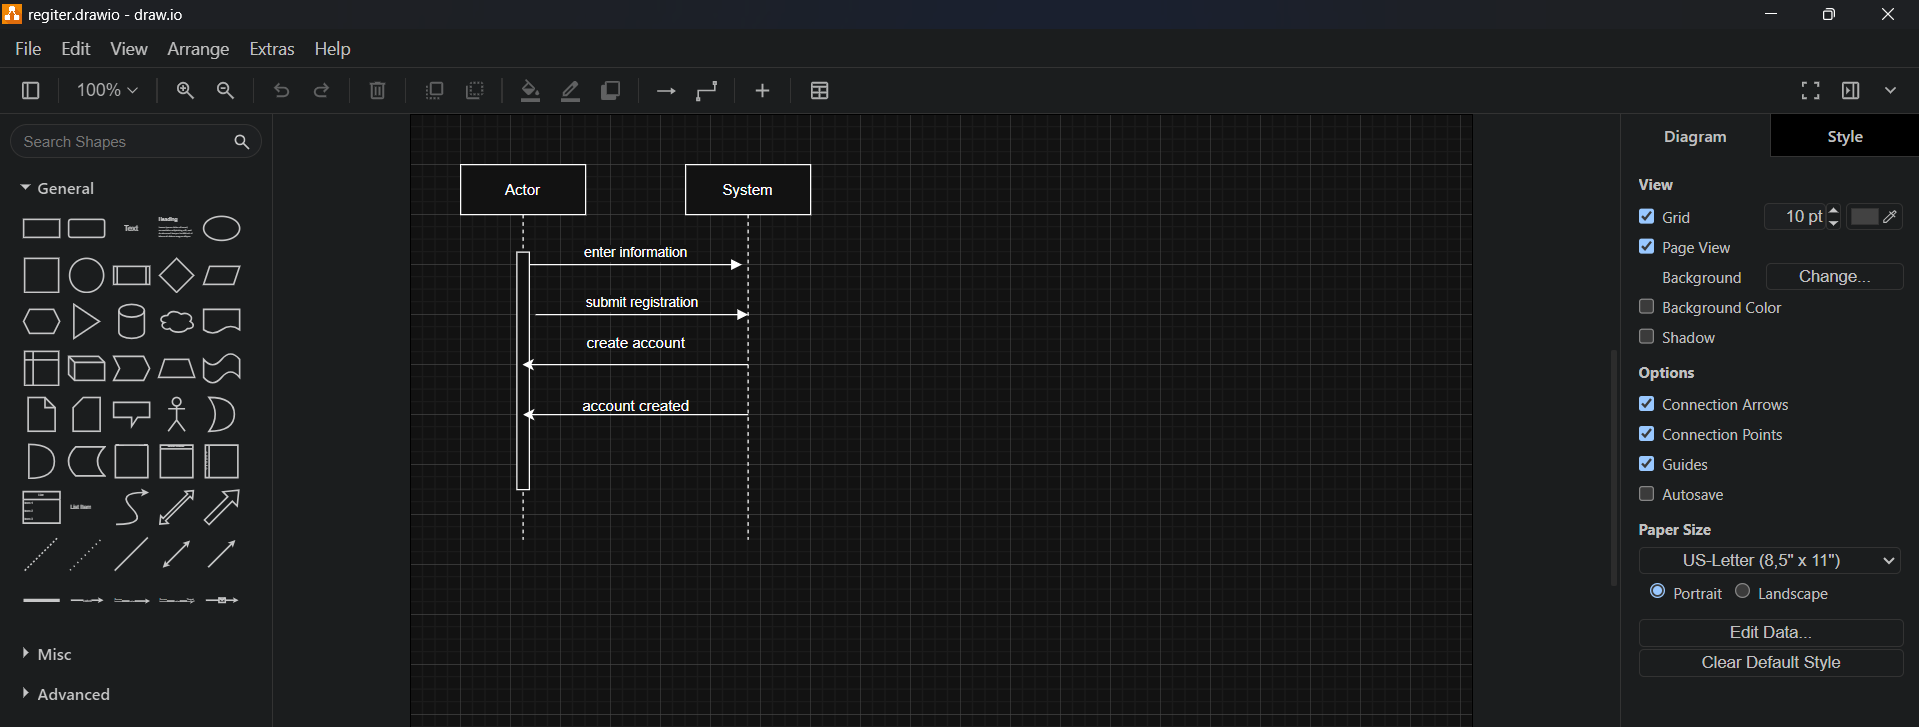 regiter.drawio - draw.io
File Edit View Arrange Extras Help
100%
Search Shapes
General
Text
Heading
List Item
Misc
Advanced
Actor
System
enter information
submit registration
create account
account created
Diagram Style
View
Grid 10 pt
Page View
Background Change...
Background Color
Shadow
Options
Connection Arrows
Connection Points
Guides
Autosave
Paper Size
US-Letter (8,5" x 11")
Portrait Landscape
Edit Data...
Clear Default Style